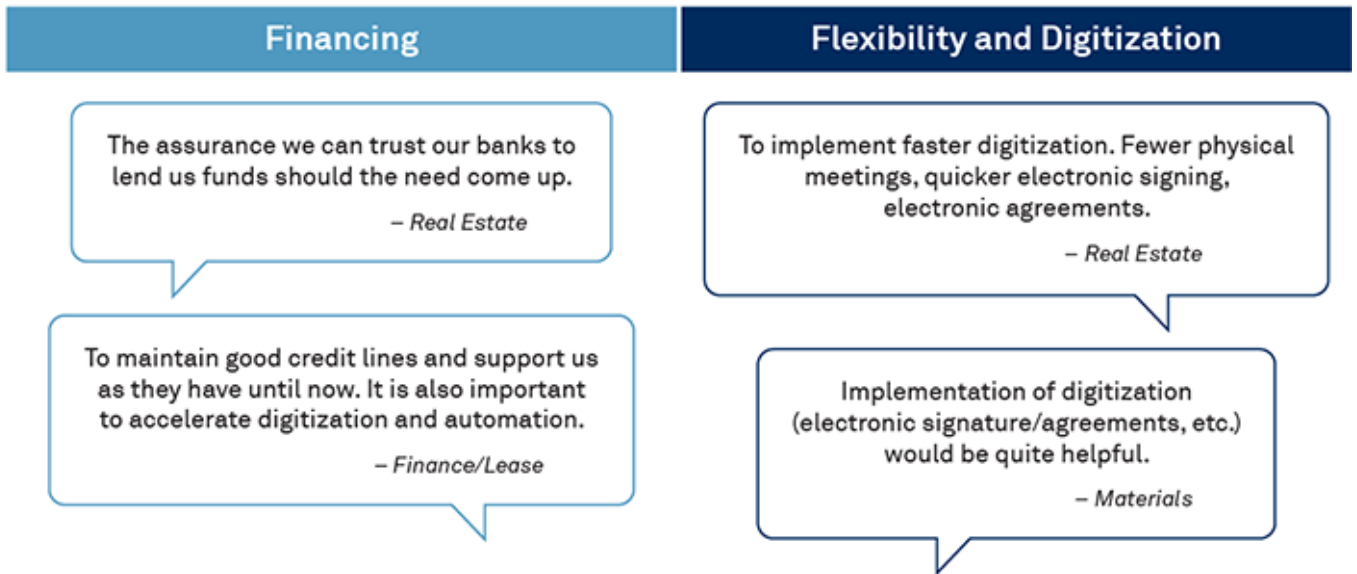 Financing
The assurance we can trust our banks to
lend us funds should the need come up.
– Real Estate
To maintain good credit lines and support us
as they have until now. It is also important
to accelerate digitization and automation.
– Finance/Lease
Flexibility and Digitization
To implement faster digitization. Fewer physical
meetings, quicker electronic signing,
electronic agreements.
– Real Estate
Implementation of digitization
(electronic signature/agreements, etc.)
would be quite helpful.
– Materials